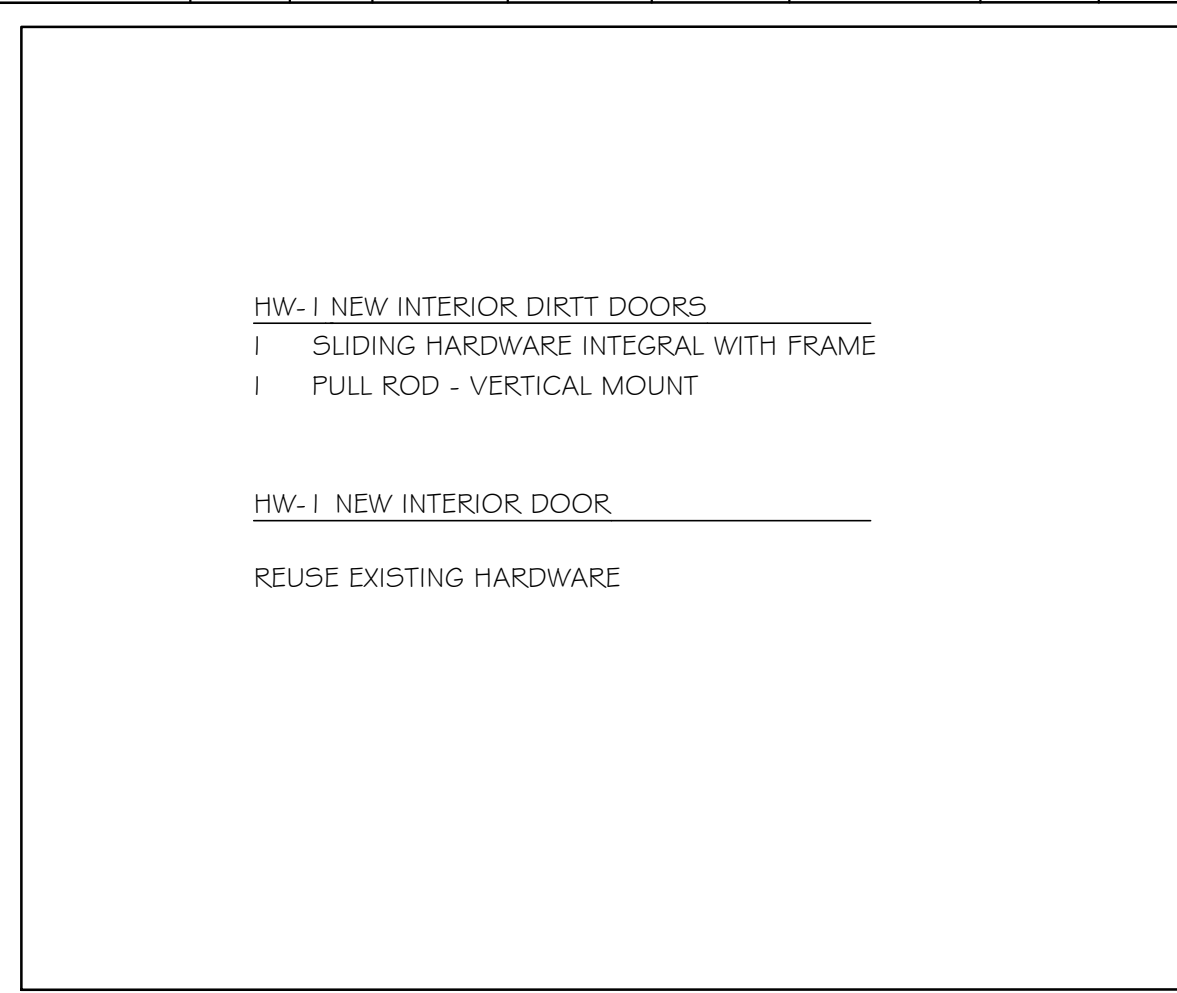 HW-1 NEW INTERIOR DIRTT DOORS
1 SLIDING HARDWARE INTEGRAL WITH FRAME
1 PULL ROD - VERTICAL MOUNT
HW-1 NEW INTERIOR DOOR
REUSE EXISTING HARDWARE